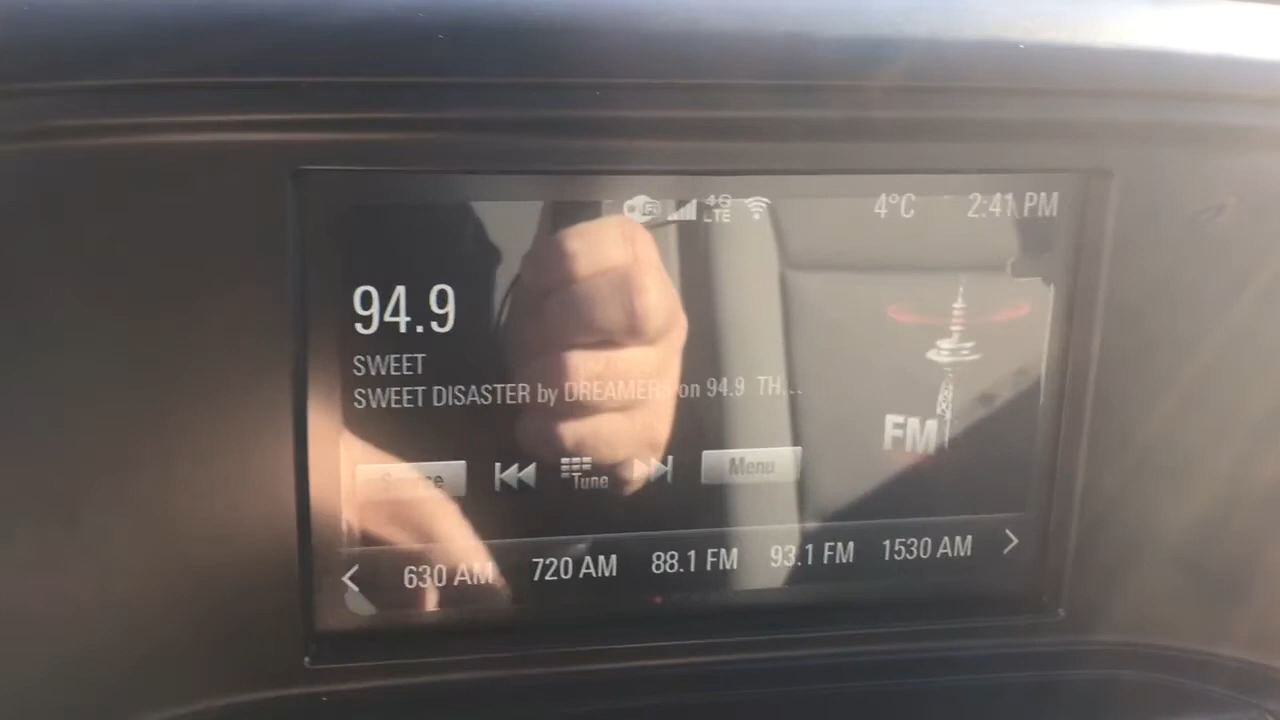 4G
LTE
4°C
2:41 PM
94.9
SWEET
SWEET DISASTER by DREAMERS on 94.9 TH...
FM
Tune
Menu
630 AM 720 AM 88.1 FM 93.1 FM 1530 AM